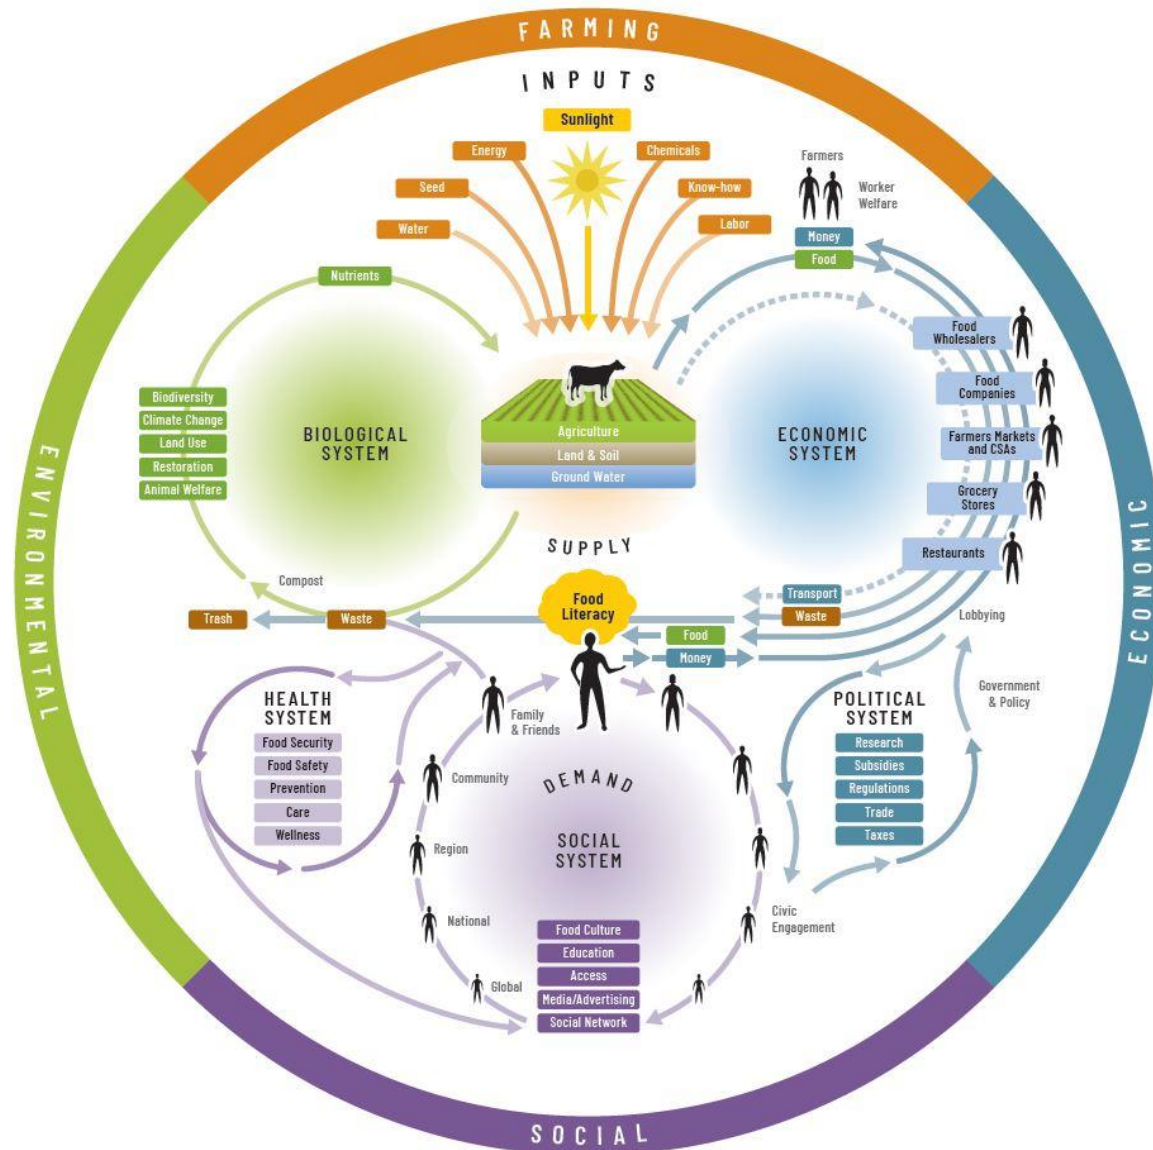 FARMING
INPUTS
Sunlight
Energy
Chemicals
Seed
Know-how
Water
Labor
Farmers
Worker
Welfare
Money
Food
Nutrients
Food
Wholesalers
Food
Companies
Farmers Markets
and CSAs
Grocery
Stores
Restaurants
Biodiversity
Climate Change
Land Use
Restoration
Animal Welfare
BIOLOGICAL
SYSTEM
Agriculture
Land & Soil
Ground Water
ECONOMIC
SYSTEM
ENVIRONMENTAL
ECONOMIC
SUPPLY
Compost
Trash
Waste
Food
Literacy
Transport
Waste
Food
Money
Lobbying
HEALTH
SYSTEM
Food Security
Food Safety
Prevention
Care
Wellness
Family
& Friends
Community
Region
National
Global
DEMAND
SOCIAL
SYSTEM
Food Culture
Education
Access
Media/Advertising
Social Network
POLITICAL
SYSTEM
Research
Subsidies
Regulations
Trade
Taxes
Government
& Policy
Civic
Engagement
SOCIAL